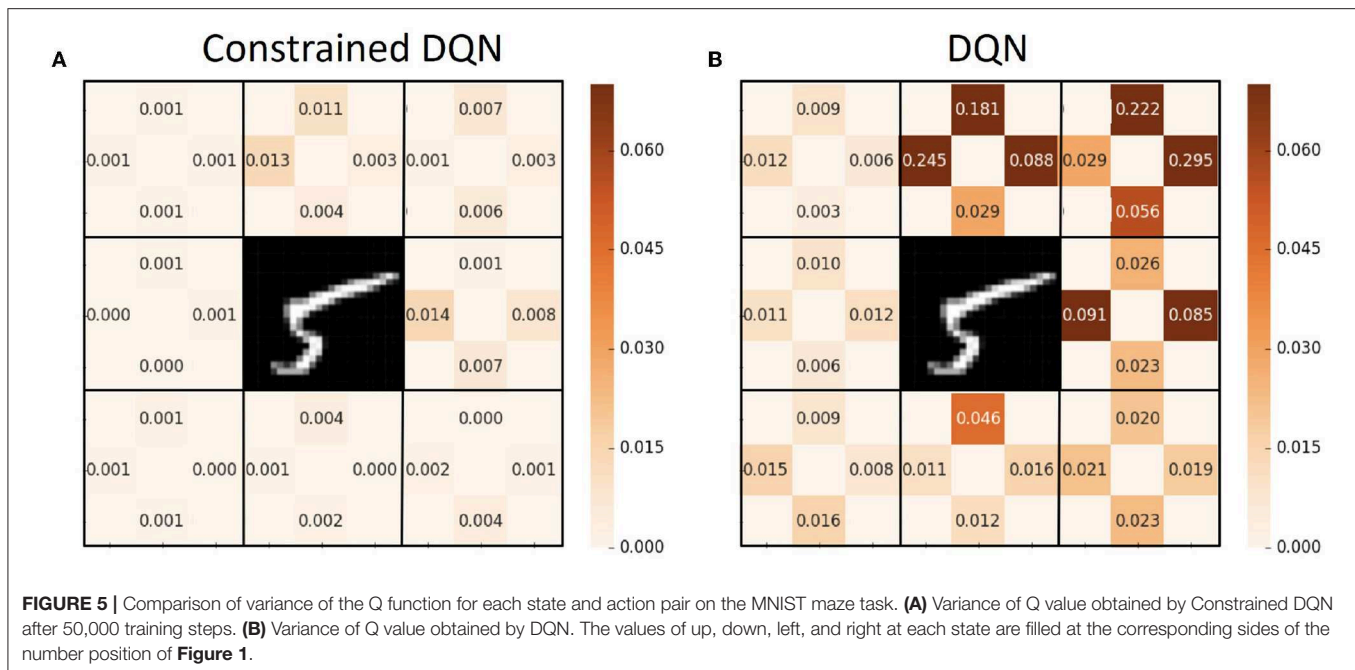 Constrained DQN
DQN
A
B
0.001 0.011 0.007
0.001 0.001 0.013 0.003 0.001 0.003
0.001 0.004 0.006
0.001 0.001
0.000 0.001 0.014 0.008
0.000 0.007
0.001 0.004 0.000
0.001 0.000 0.001 0.000 0.002 0.001
0.001 0.002 0.004
0.060
0.045
0.030
0.015
0.000
0.009 0.181 0.222
0.012 0.006 0.245 0.088 0.029 0.295
0.003 0.029 0.056
0.010 0.026
0.011 0.012 0.091 0.085
0.006 0.023
0.009 0.046 0.020
0.015 0.008 0.011 0.016 0.021 0.019
0.016 0.012 0.023
0.060
0.045
0.030
0.015
0.000
FIGURE 5 | Comparison of variance of the Q function for each state and action pair on the MNIST maze task. (A) Variance of Q value obtained by Constrained DQN
after 50,000 training steps. (B) Variance of Q value obtained by DQN. The values of up, down, left, and right at each state are filled at the corresponding sides of the
number position of Figure 1.